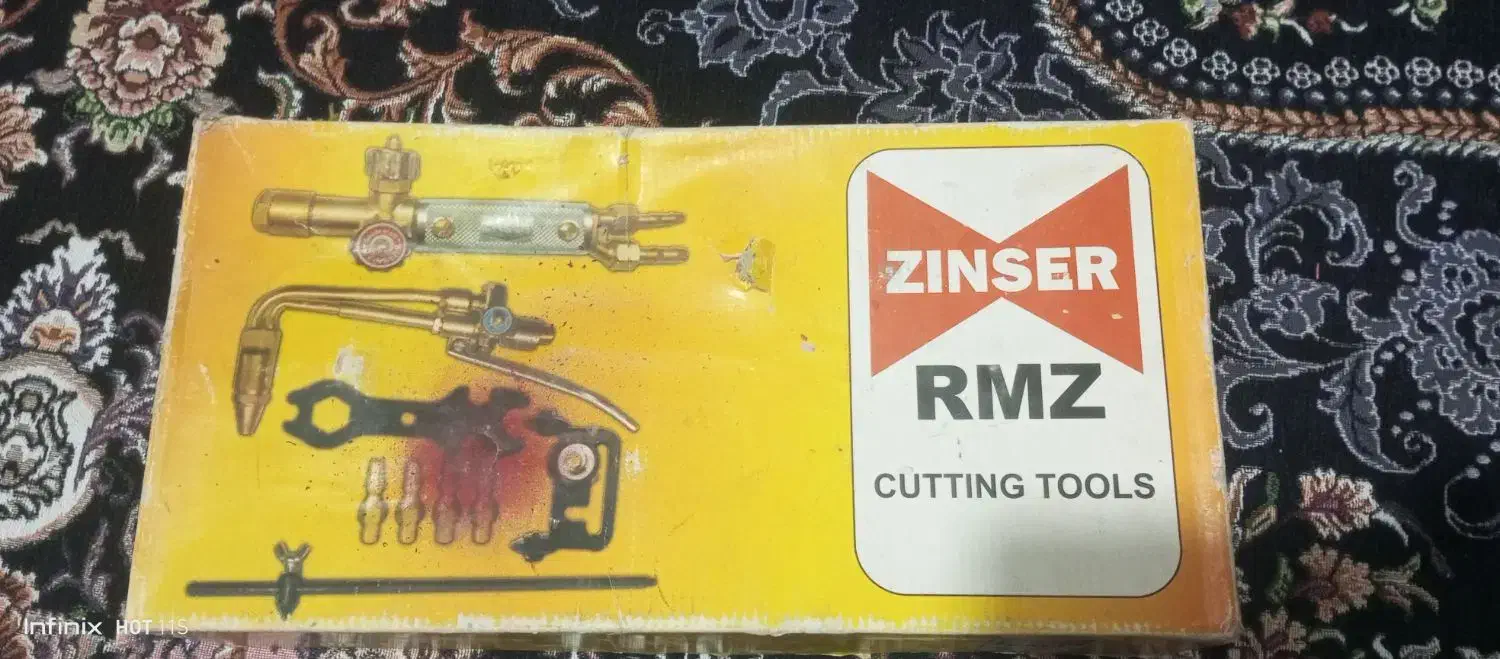 ZINSER
RMZ
CUTTING TOOLS
Infinix HOT 11S